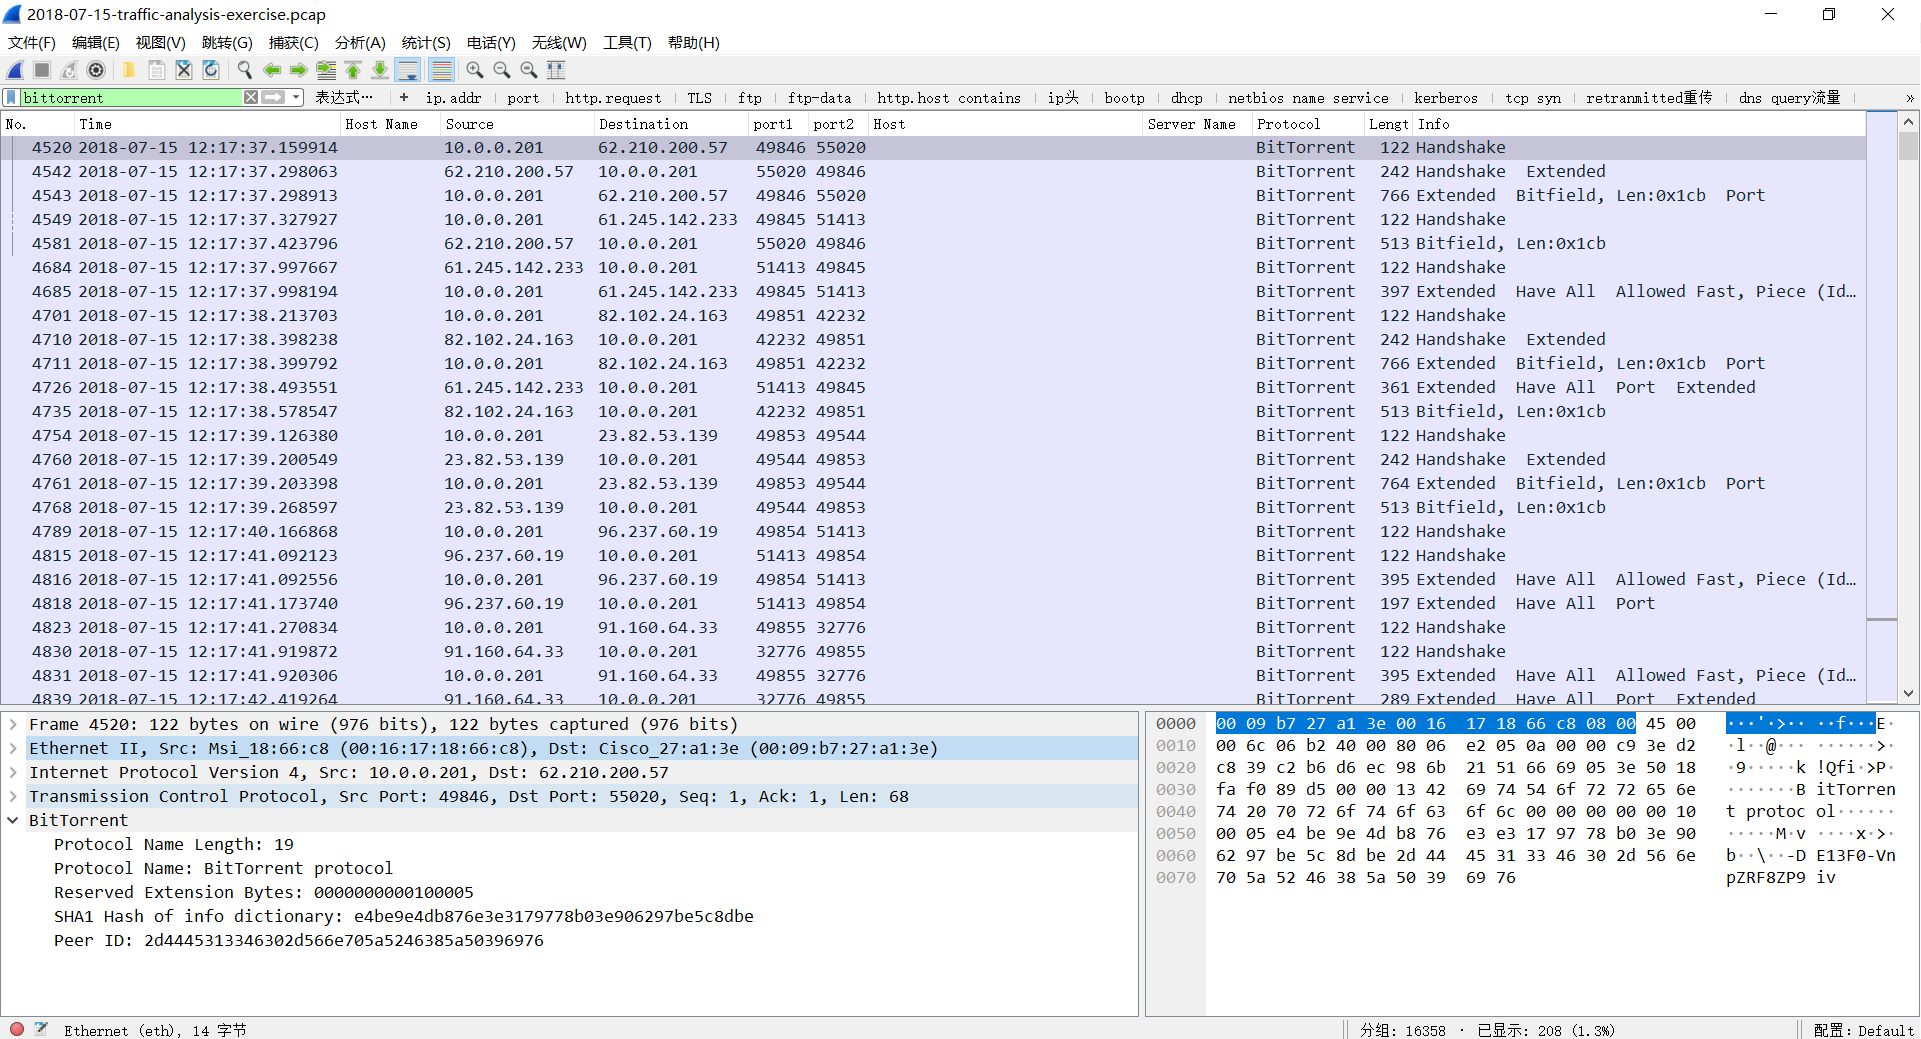 2018-07-15-traffic-analysis-exercise.pcap
文件(F) 编辑(E) 视图(V) 跳转(G) 捕获(C) 分析(A) 统计(S) 电话(Y) 无线(W) 工具(T) 帮助(H)
bittorrent 表达式… + ip.addr port http.request TLS ftp ftp-data http.host contains ip头 bootp dhcp netbios name service kerberos tcp syn retranmitted重传 dns query流量 »
No. Time Host Name Source Destination port1 port2 Host Server Name Protocol Lengt Info
4520 2018-07-15 12:17:37.159914 10.0.0.201 62.210.200.57 49846 55020 BitTorrent 122 Handshake
4542 2018-07-15 12:17:37.298063 62.210.200.57 10.0.0.201 55020 49846 BitTorrent 242 Handshake Extended
4543 2018-07-15 12:17:37.298913 10.0.0.201 62.210.200.57 49846 55020 BitTorrent 766 Extended Bitfield, Len:0x1cb Port
4549 2018-07-15 12:17:37.327927 10.0.0.201 61.245.142.233 49845 51413 BitTorrent 122 Handshake
4581 2018-07-15 12:17:37.423796 62.210.200.57 10.0.0.201 55020 49846 BitTorrent 513 Bitfield, Len:0x1cb
4684 2018-07-15 12:17:37.997667 61.245.142.233 10.0.0.201 51413 49845 BitTorrent 122 Handshake
4685 2018-07-15 12:17:37.998194 10.0.0.201 61.245.142.233 49845 51413 BitTorrent 397 Extended Have All Allowed Fast, Piece (Id…
4701 2018-07-15 12:17:38.213703 10.0.0.201 82.102.24.163 49851 42232 BitTorrent 122 Handshake
4710 2018-07-15 12:17:38.398238 82.102.24.163 10.0.0.201 42232 49851 BitTorrent 242 Handshake Extended
4711 2018-07-15 12:17:38.399792 10.0.0.201 82.102.24.163 49851 42232 BitTorrent 766 Extended Bitfield, Len:0x1cb Port
4726 2018-07-15 12:17:38.493551 61.245.142.233 10.0.0.201 51413 49845 BitTorrent 361 Extended Have All Port Extended
4735 2018-07-15 12:17:38.578547 82.102.24.163 10.0.0.201 42232 49851 BitTorrent 513 Bitfield, Len:0x1cb
4754 2018-07-15 12:17:39.126380 10.0.0.201 23.82.53.139 49853 49544 BitTorrent 122 Handshake
4760 2018-07-15 12:17:39.200549 23.82.53.139 10.0.0.201 49544 49853 BitTorrent 242 Handshake Extended
4761 2018-07-15 12:17:39.203398 10.0.0.201 23.82.53.139 49853 49544 BitTorrent 764 Extended Bitfield, Len:0x1cb Port
4768 2018-07-15 12:17:39.268597 23.82.53.139 10.0.0.201 49544 49853 BitTorrent 513 Bitfield, Len:0x1cb
4789 2018-07-15 12:17:40.166868 10.0.0.201 96.237.60.19 49854 51413 BitTorrent 122 Handshake
4815 2018-07-15 12:17:41.092123 96.237.60.19 10.0.0.201 51413 49854 BitTorrent 122 Handshake
4816 2018-07-15 12:17:41.092556 10.0.0.201 96.237.60.19 49854 51413 BitTorrent 395 Extended Have All Allowed Fast, Piece (Id…
4818 2018-07-15 12:17:41.173740 96.237.60.19 10.0.0.201 51413 49854 BitTorrent 197 Extended Have All Port
4823 2018-07-15 12:17:41.270834 10.0.0.201 91.160.64.33 49855 32776 BitTorrent 122 Handshake
4830 2018-07-15 12:17:41.919872 91.160.64.33 10.0.0.201 32776 49855 BitTorrent 122 Handshake
4831 2018-07-15 12:17:41.920306 10.0.0.201 91.160.64.33 49855 32776 BitTorrent 395 Extended Have All Allowed Fast, Piece (Id…
4839 2018-07-15 12:17:42.419264 91.160.64.33 10.0.0.201 32776 49855 BitTorrent 289 Extended Have All Port Extended
Frame 4520: 122 bytes on wire (976 bits), 122 bytes captured (976 bits)
Ethernet II, Src: Msi_18:66:c8 (00:16:17:18:66:c8), Dst: Cisco_27:a1:3e (00:09:b7:27:a1:3e)
Internet Protocol Version 4, Src: 10.0.0.201, Dst: 62.210.200.57
Transmission Control Protocol, Src Port: 49846, Dst Port: 55020, Seq: 1, Ack: 1, Len: 68
BitTorrent
Protocol Name Length: 19
Protocol Name: BitTorrent protocol
Reserved Extension Bytes: 0000000000100005
SHA1 Hash of info dictionary: e4be9e4db876e3e3179778b03e906297be5c8dbe
Peer ID: 2d4445313346302d566e705a5246385a50396976
0000 00 09 b7 27 a1 3e 00 16 17 18 66 c8 08 00 45 00 ···'·>·· ··f···E·
0010 00 6c 06 b2 40 00 80 06 e2 05 0a 00 00 c9 3e d2 ·l··@··· ······>·
0020 c8 39 c2 b6 d6 ec 98 6b 21 51 66 69 05 3e 50 18 ·9·····k !Qfi·>P·
0030 fa f0 89 d5 00 00 13 42 69 74 54 6f 72 72 65 6e ·······B itTorren
0040 74 20 70 72 6f 74 6f 63 6f 6c 00 00 00 00 00 10 t protoc ol······
0050 00 05 e4 be 9e 4d b8 76 e3 e3 17 97 78 b0 3e 90 ·····M·v ····x·>·
0060 62 97 be 5c 8d be 2d 44 45 31 33 46 30 2d 56 6e b··\··-D E13F0-Vn
0070 70 5a 52 46 38 5a 50 39 69 76 pZRF8ZP9 iv
Ethernet (eth), 14 字节 分组: 16358 · 已显示: 208 (1.3%) 配置: Default